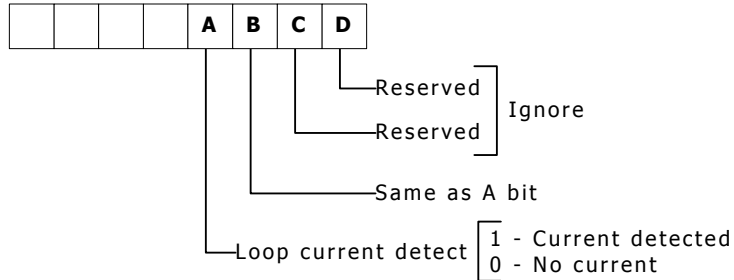 A B C D
Reserved
Ignore
Reserved
Same as A bit
Loop current detect
1 - Current detected
0 - No current